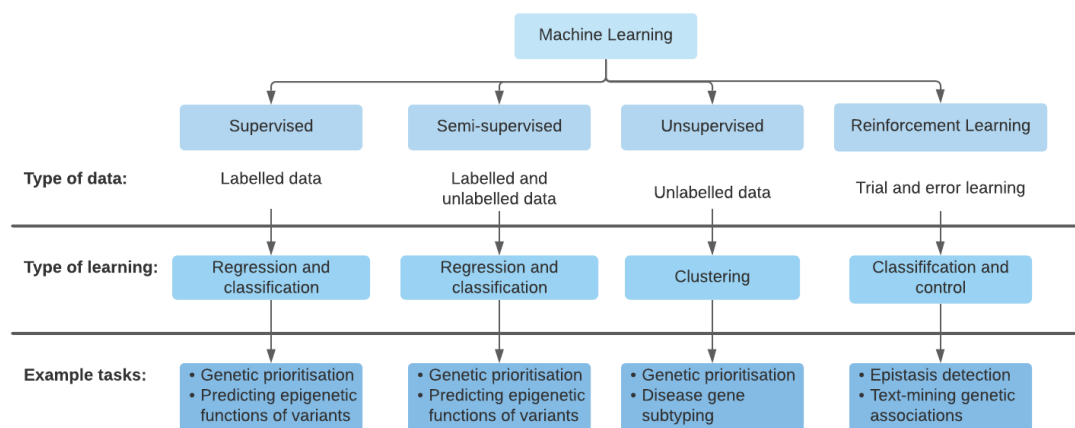 Machine Learning
Supervised
Semi-supervised
Unsupervised
Reinforcement Learning
Type of data:
Labelled data
Labelled and
unlabelled data
Unlabelled data
Trial and error learning
Type of learning:
Regression and
classification
Regression and
classification
Clustering
Classififcation and
control
Example tasks:
• Genetic prioritisation
• Predicting epigenetic
functions of variants
• Genetic prioritisation
• Predicting epigenetic
functions of variants
• Genetic prioritisation
• Disease gene
subtyping
• Epistasis detection
• Text-mining genetic
associations